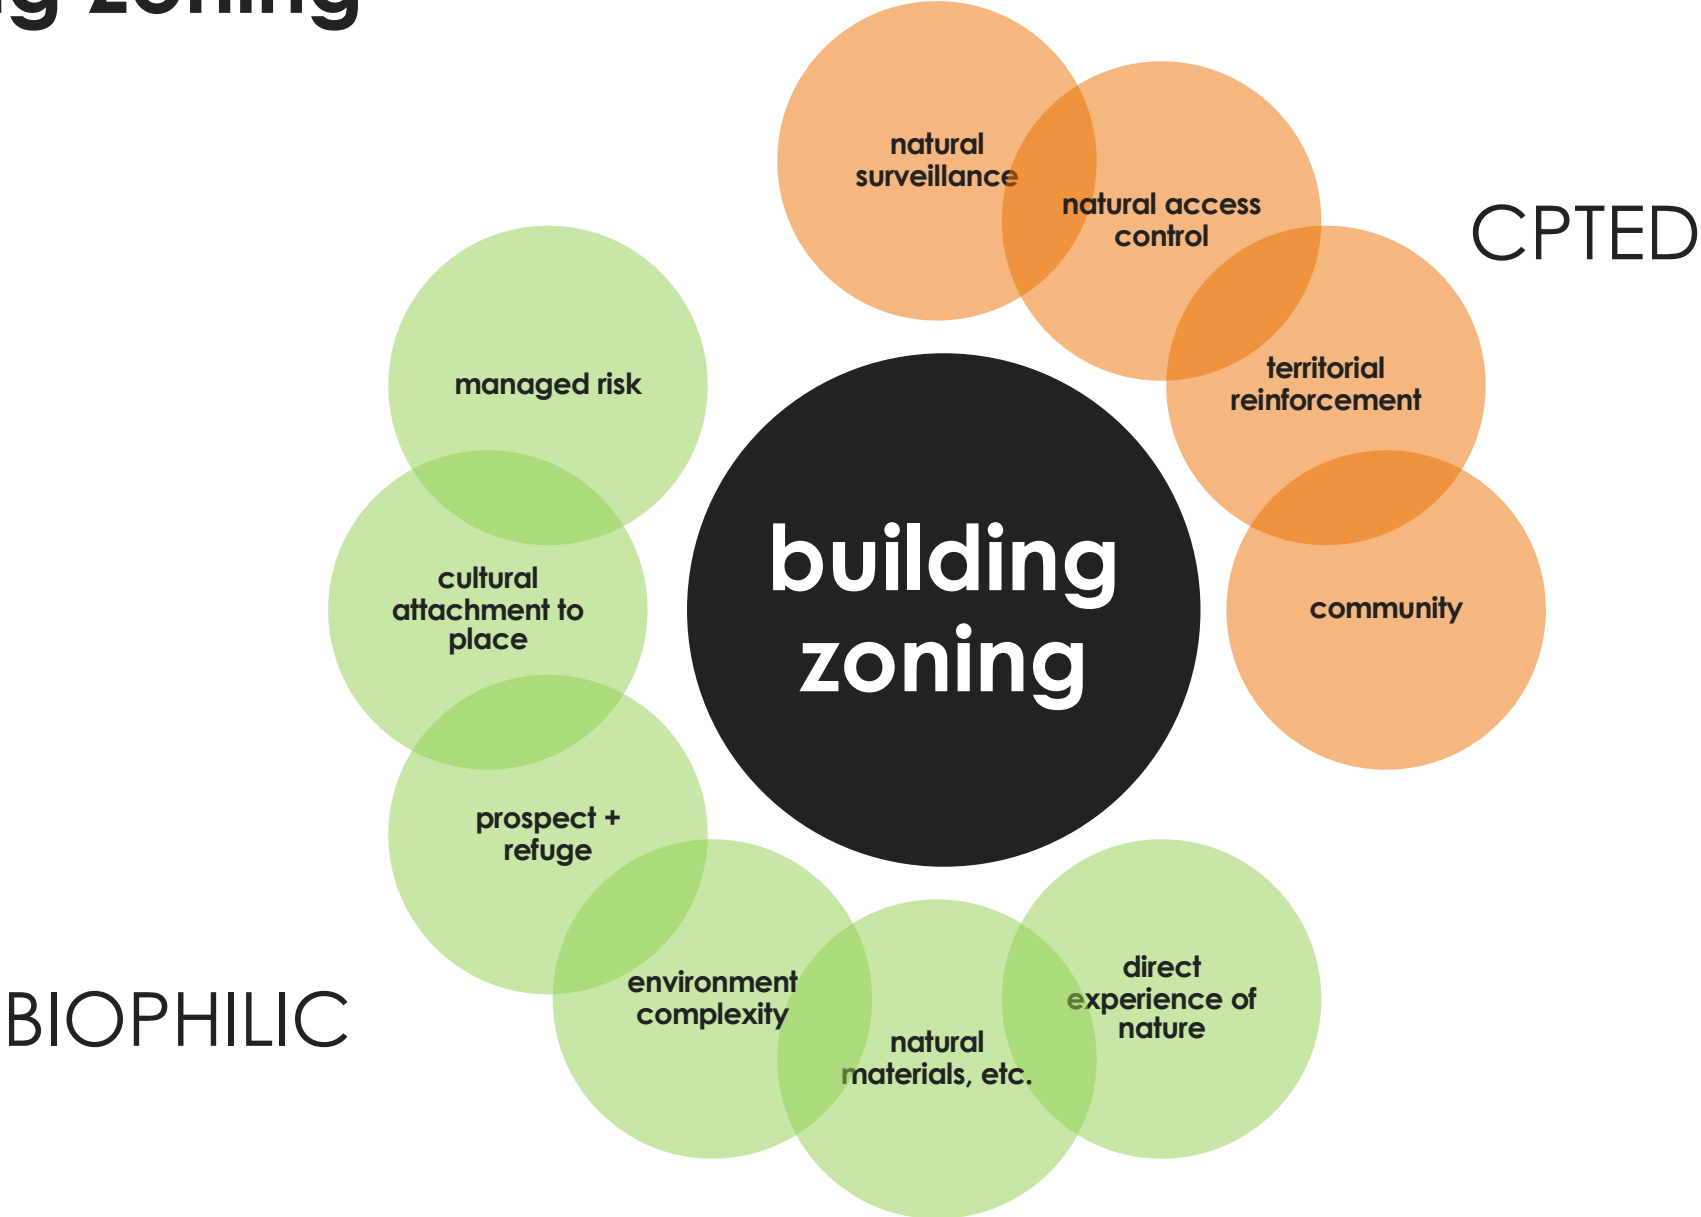 zoning
natural
surveillance
natural access
control
CPTED
territorial
reinforcement
community
managed risk
cultural
attachment to
place
prospect +
refuge
building
zoning
BIOPHILIC
environment
complexity
natural
materials, etc.
direct
experience of
nature